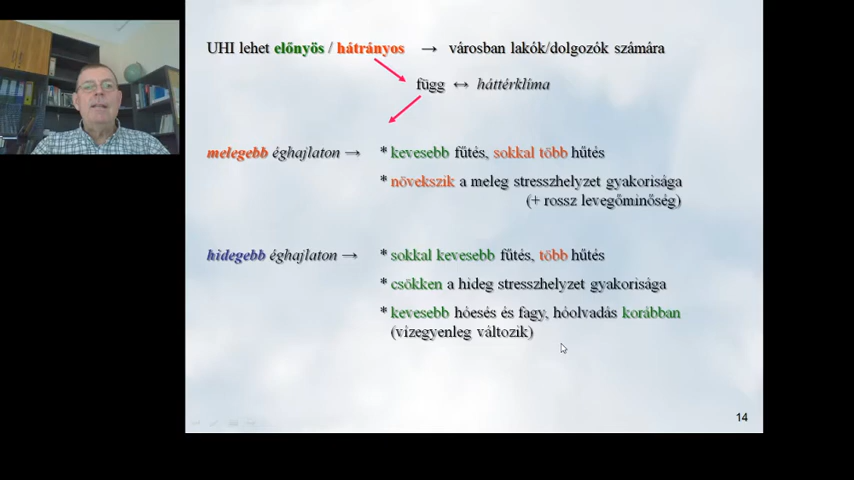 UHI lehet előnyös / hátrányos → városban lakók/dolgozók számára
függ ↔ háttérklíma
melegebb éghajlaton → * kevesebb fűtés, sokkal több hűtés
* növekszik a meleg stresszhelyzet gyakorisága
(+ rossz levegőminőség)
hidegebb éghajlaton → * sokkal kevesebb fűtés, több hűtés
* csökken a hideg stresszhelyzet gyakorisága
* kevesebb hóesés és fagy, hóolvadás korábban
(vízegyenleg változik)
14